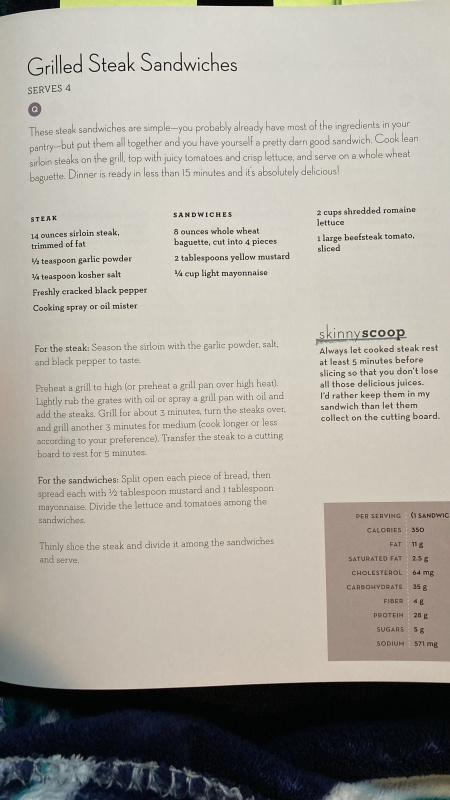 Grilled Steak Sandwiches
SERVES 4
Q
These steak sandwiches are simple—you probably already have most of the ingredients in your
pantry—but put them all together and you have yourself a pretty darn good sandwich. Cook lean
sirloin steaks on the grill, top with juicy tomatoes and crisp lettuce, and serve on a whole wheat
baguette. Dinner is ready in less than 15 minutes and it's absolutely delicious!
STEAK
14 ounces sirloin steak,
trimmed of fat
½ teaspoon garlic powder
¼ teaspoon kosher salt
Freshly cracked black pepper
Cooking spray or oil mister
SANDWICHES
8 ounces whole wheat
baguette, cut into 4 pieces
2 tablespoons yellow mustard
¼ cup light mayonnaise
2 cups shredded romaine
lettuce
1 large beefsteak tomato,
sliced
For the steak: Season the sirloin with the garlic powder, salt,
and black pepper to taste.
Preheat a grill to high (or preheat a grill pan over high heat).
Lightly rub the grates with oil or spray a grill pan with oil and
add the steaks. Grill for about 3 minutes, turn the steaks over,
and grill another 3 minutes for medium (cook longer or less
according to your preference). Transfer the steak to a cutting
board to rest for 5 minutes.
For the sandwiches: Split open each piece of bread, then
spread each with ½ tablespoon mustard and 1 tablespoon
mayonnaise. Divide the lettuce and tomatoes among the
sandwiches.
Thinly slice the steak and divide it among the sandwiches
and serve.
skinnyscoop
Always let cooked steak rest
at least 5 minutes before
slicing so that you don't lose
all those delicious juices.
I'd rather keep them in my
sandwich than let them
collect on the cutting board.
PER SERVING (1 SANDWIC
CALORIES 350
FAT 11 g
SATURATED FAT 2.5 g
CHOLESTEROL 64 mg
CARBOHYDRATE 35 g
FIBER 4 g
PROTEIN 28 g
SUGARS 5 g
SODIUM 571 mg